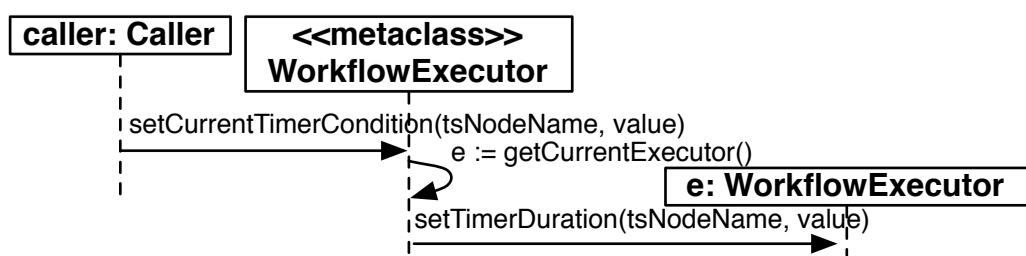 caller: Caller
<<metaclass>>
WorkflowExecutor
setCurrentTimerCondition(tsNodeName, value)
e := getCurrentExecutor()
e: WorkflowExecutor
setTimerDuration(tsNodeName, value)